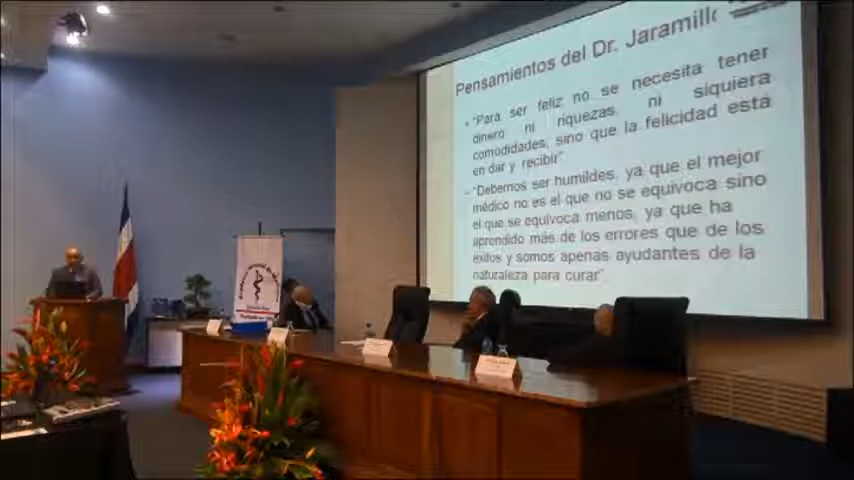 Pensamientos del Dr. Jaramillo
"Para ser feliz no se necesita tener
dinero ni riquezas, ni siquiera
comodidades, sino que la felicidad está
en dar y recibir"
"Debemos ser humildes, ya que el mejor
médico no es el que no se equivoca sino
el que se equivoca menos, ya que ha
aprendido más de los errores que de los
éxitos y somos apenas ayudantes de la
naturaleza para curar"